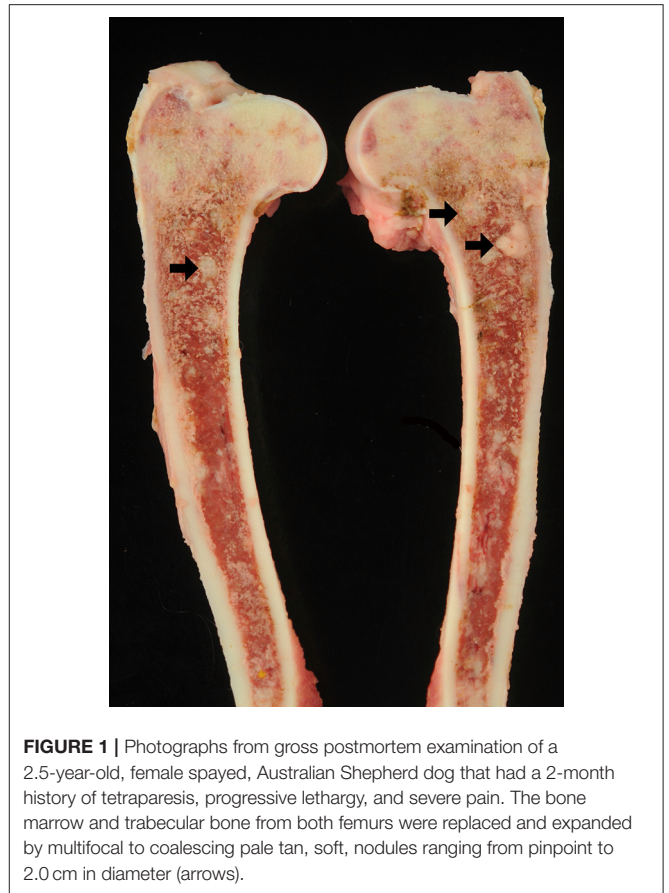 FIGURE 1 | Photographs from gross postmortem examination of a
2.5-year-old, female spayed, Australian Shepherd dog that had a 2-month
history of tetraparesis, progressive lethargy, and severe pain. The bone
marrow and trabecular bone from both femurs were replaced and expanded
by multifocal to coalescing pale tan, soft, nodules ranging from pinpoint to
2.0 cm in diameter (arrows).